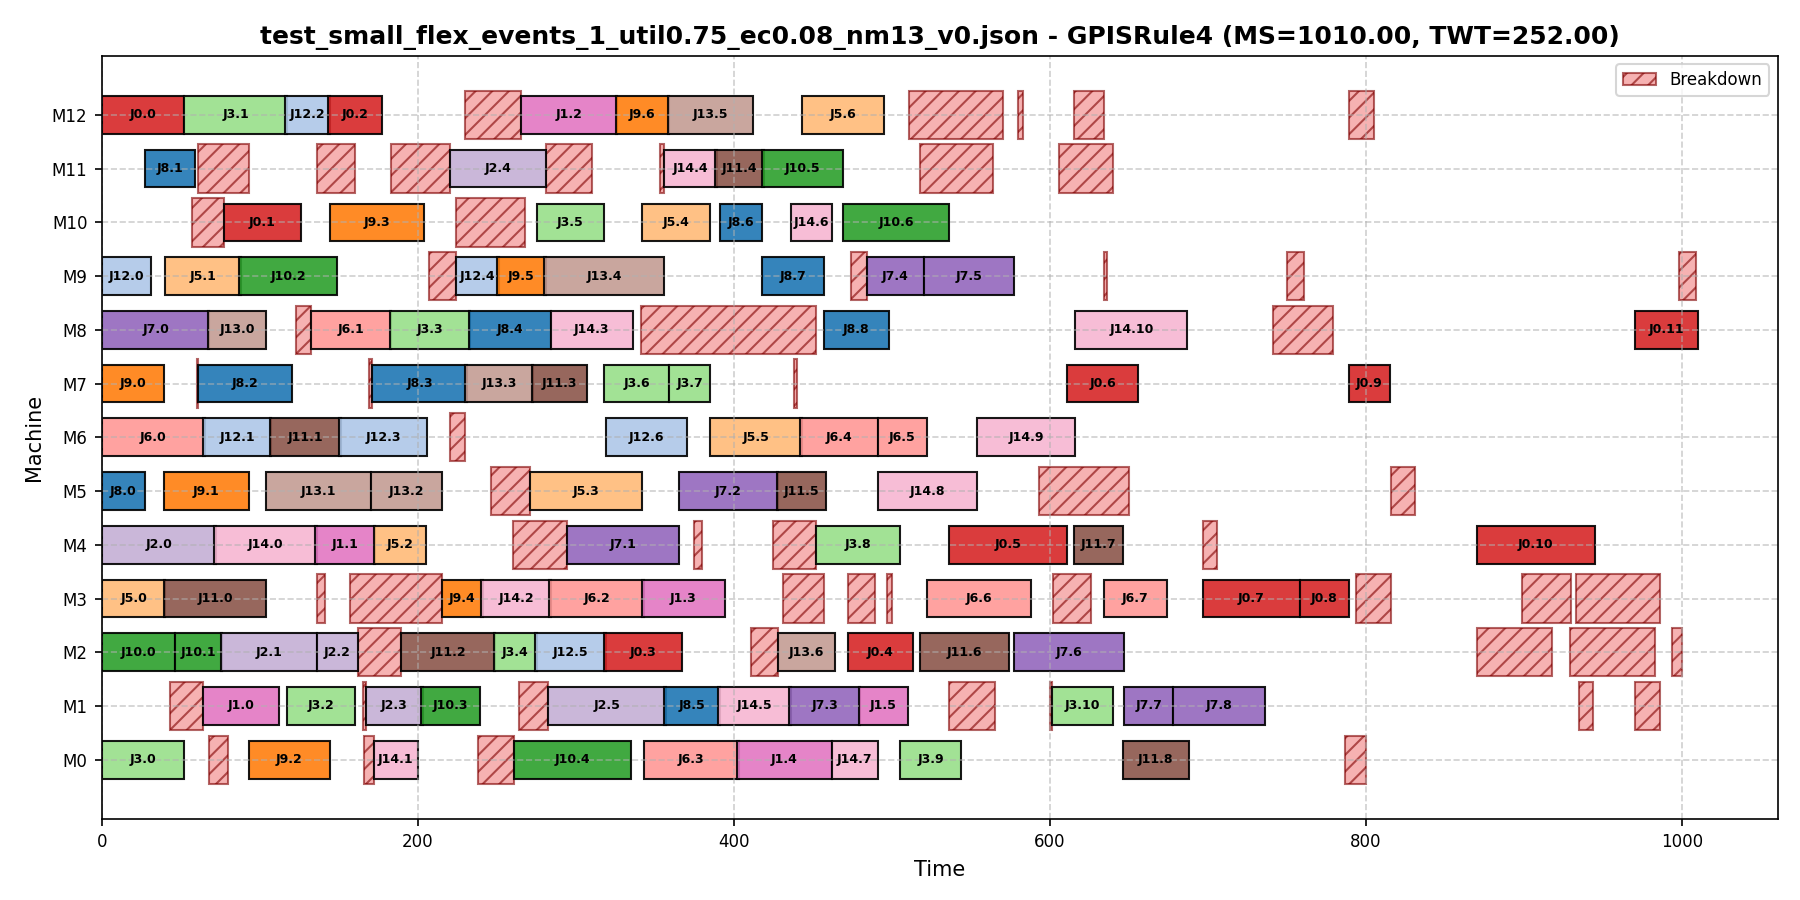 test_small_flex_events_1_util0.75_ec0.08_nm13_v0.json - GPISRule4 (MS=1010.00, TWT=252.00)
Breakdown
M12 J0.0 J3.1 J12.2 J0.2 J1.2 J9.6 J13.5 J5.6
M11 J8.1 J2.4 J14.4 J11.4 J10.5
M10 J0.1 J9.3 J3.5 J5.4 J8.6 J14.6 J10.6
M9 J12.0 J5.1 J10.2 J12.4 J9.5 J13.4 J8.7 J7.4 J7.5
M8 J7.0 J13.0 J6.1 J3.3 J8.4 J14.3 J8.8 J14.10 J0.11
M7 J9.0 J8.2 J8.3 J13.3 J11.3 J3.6 J3.7 J0.6 J0.9
M6 J6.0 J12.1 J11.1 J12.3 J12.6 J5.5 J6.4 J6.5 J14.9
M5 J8.0 J9.1 J13.1 J13.2 J5.3 J7.2 J11.5 J14.8
M4 J2.0 J14.0 J1.1 J5.2 J7.1 J3.8 J0.5 J11.7 J0.10
M3 J5.0 J11.0 J9.4 J14.2 J6.2 J1.3 J6.6 J6.7 J0.7 J0.8
M2 J10.0 J10.1 J2.1 J2.2 J11.2 J3.4 J12.5 J0.3 J13.6 J0.4 J11.6 J7.6
M1 J1.0 J3.2 J2.3 J10.3 J2.5 J8.5 J14.5 J7.3 J1.5 J3.10 J7.7 J7.8
M0 J3.0 J9.2 J14.1 J10.4 J6.3 J1.4 J14.7 J3.9 J11.8
0 200 400 600 800 1000
Time
Machine